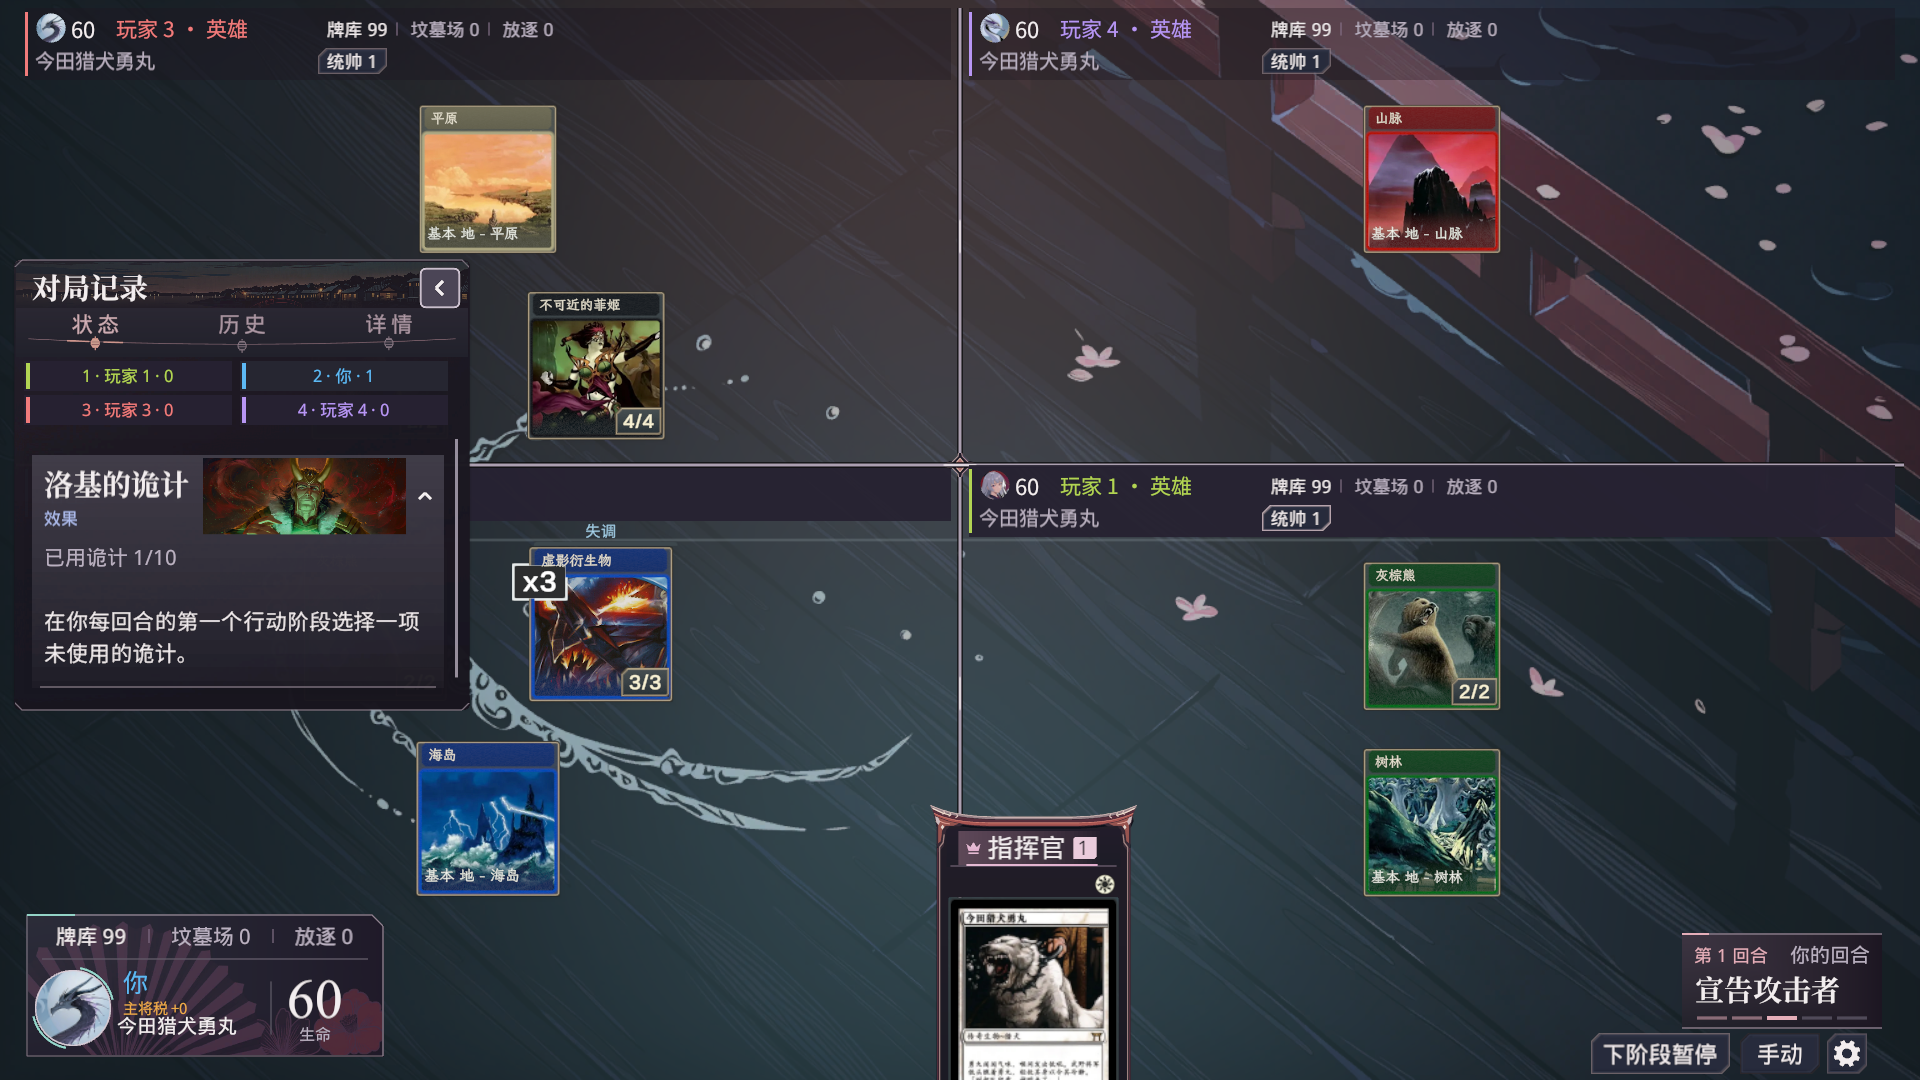 60 玩家 3 · 英雄 牌库 99 坟墓场 0 放逐 0
今田猎犬勇丸 统帅 1
60 玩家 4 · 英雄 牌库 99 坟墓场 0 放逐 0
今田猎犬勇丸 统帅 1
平原
基本 地 – 平原
山脉
基本 地 – 山脉
不可近的菲姬
4/4
对局记录
状态 历史 详情
1 · 玩家 1 · 0
2 · 你 · 1
3 · 玩家 3 · 0
4 · 玩家 4 · 0
洛基的诡计
效果
已用诡计 1/10
在你每回合的第一个行动阶段选择一项
未使用的诡计。
60 玩家 1 · 英雄 牌库 99 坟墓场 0 放逐 0
今田猎犬勇丸 统帅 1
失调
虚影衍生物
x3
3/3
灰棕熊
2/2
海岛
基本 地 – 海岛
树林
基本 地 – 树林
指挥官 1
今田猎犬勇丸
传奇生物～猎犬
牌库 99 坟墓场 0 放逐 0
你
主将税 +0
今田猎犬勇丸
60
生命
第 1 回合 你的回合
宣告攻击者
下阶段暂停 手动